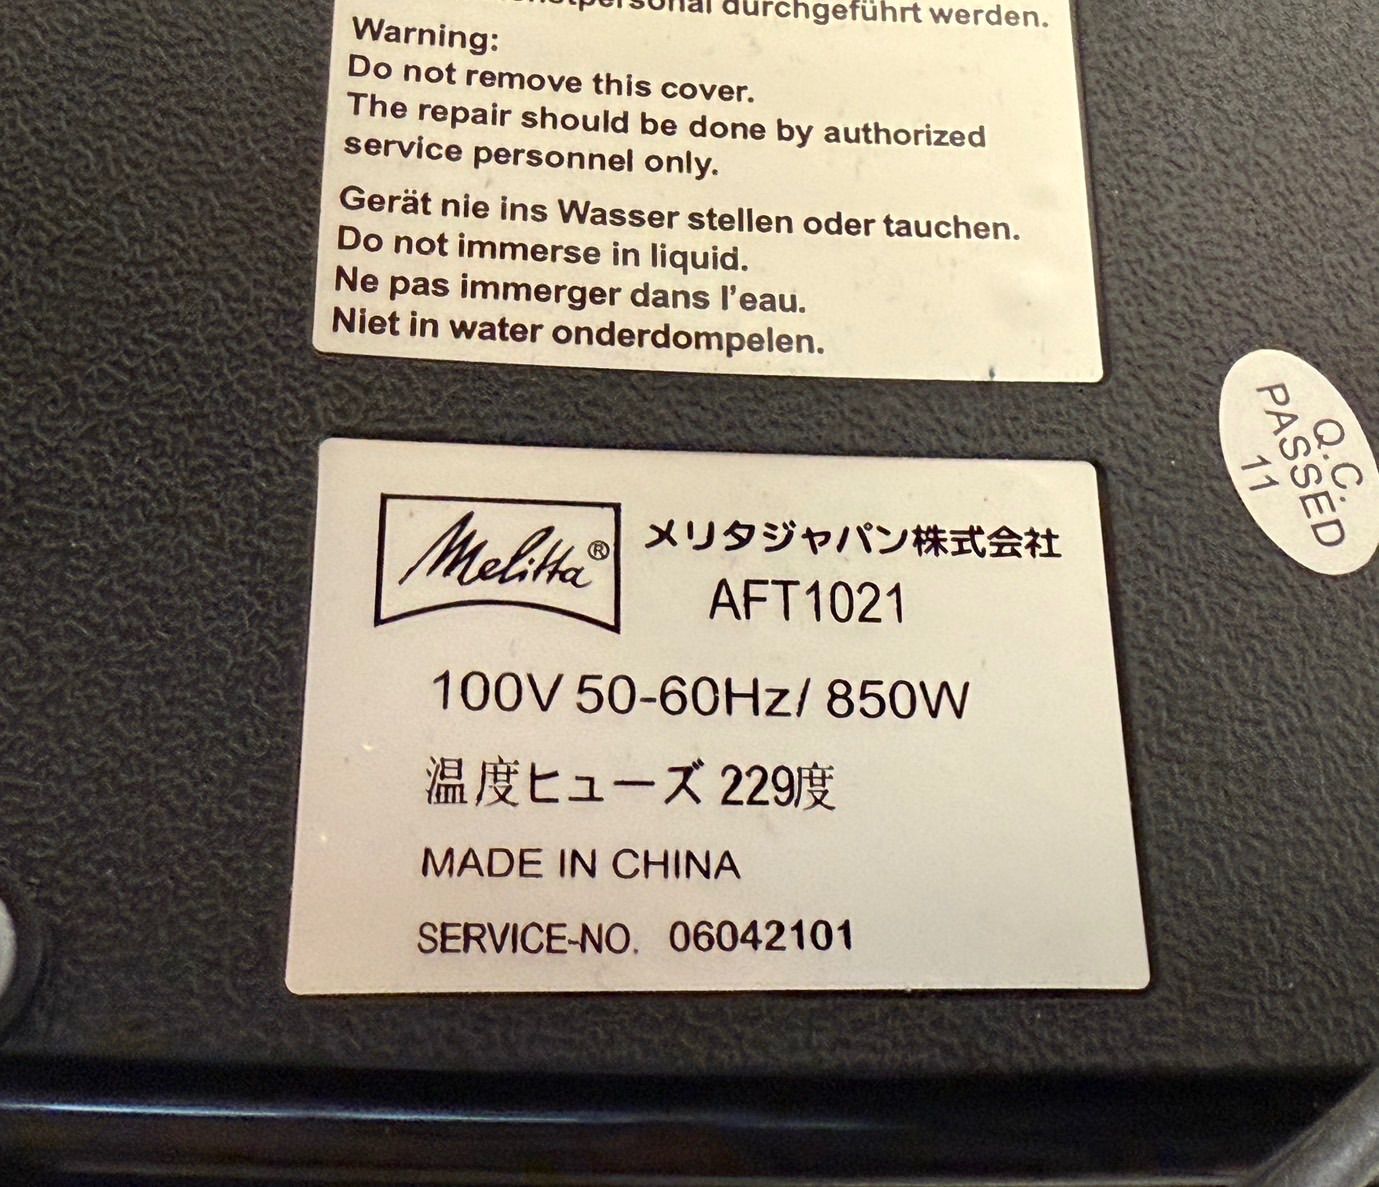 durchgeführt werden.
Warning:
Do not remove this cover.
The repair should be done by authorized
service personnel only.
Gerät nie ins Wasser stellen oder tauchen.
Do not immerse in liquid.
Ne pas immerger dans l'eau.
Niet in water onderdompelen.
Q.C.
PASSED
11
Melitta®
メリタジャパン株式会社
AFT1021
100V 50-60Hz/ 850W
温度ヒューズ 229度
MADE IN CHINA
SERVICE-NO. 06042101